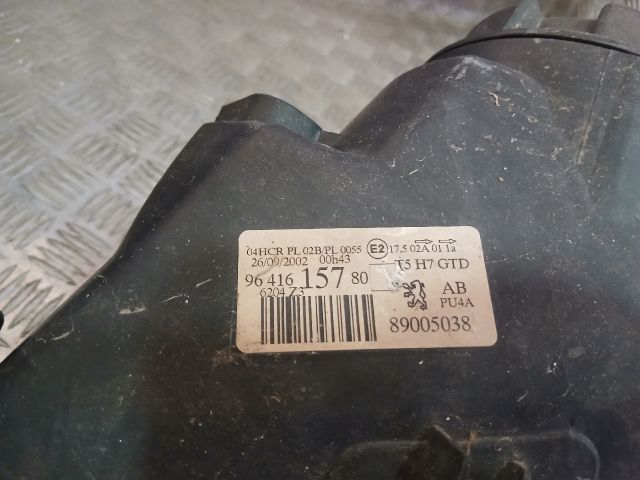 04HCR PL 02B/PL 0055 E2 17.5 02A 01 1a
26/09/2002 00h43
96 416 157 80 T5 H7 GTD
6204 Z3 AB
PU4A
89005038